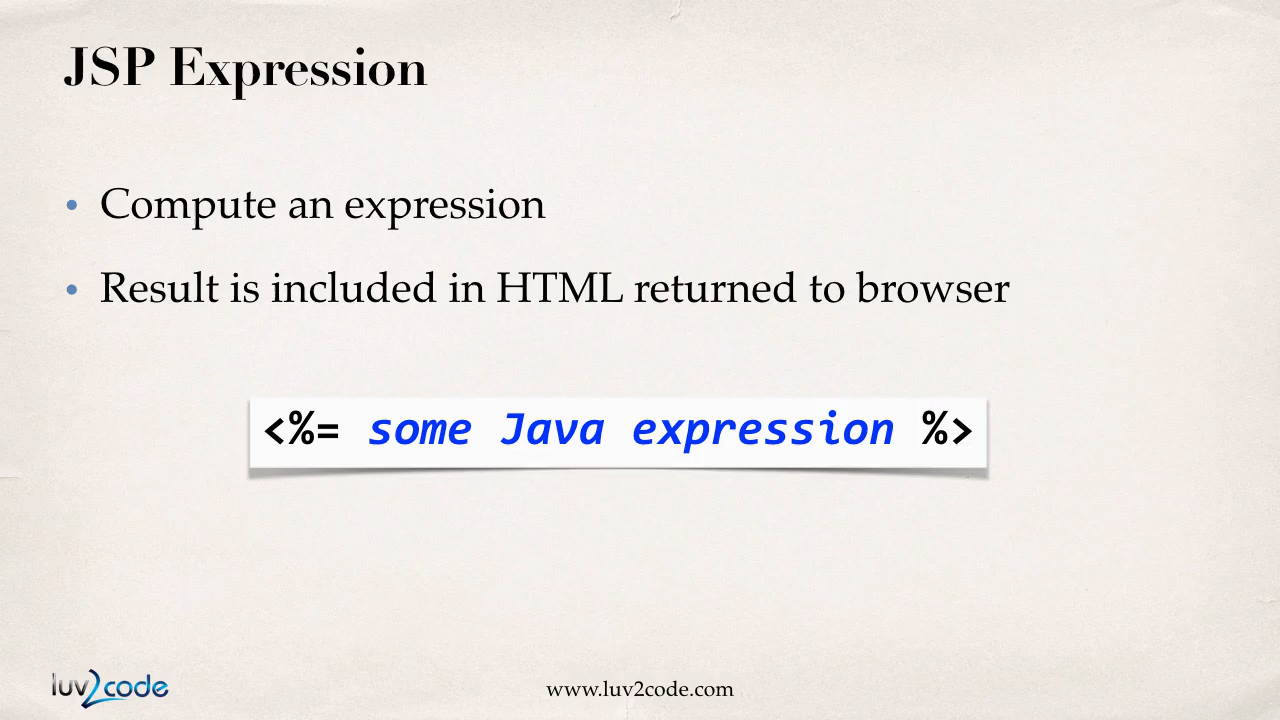 JSP Expression
• Compute an expression
• Result is included in HTML returned to browser
<%= some Java expression %>
luv2code
www.luv2code.com